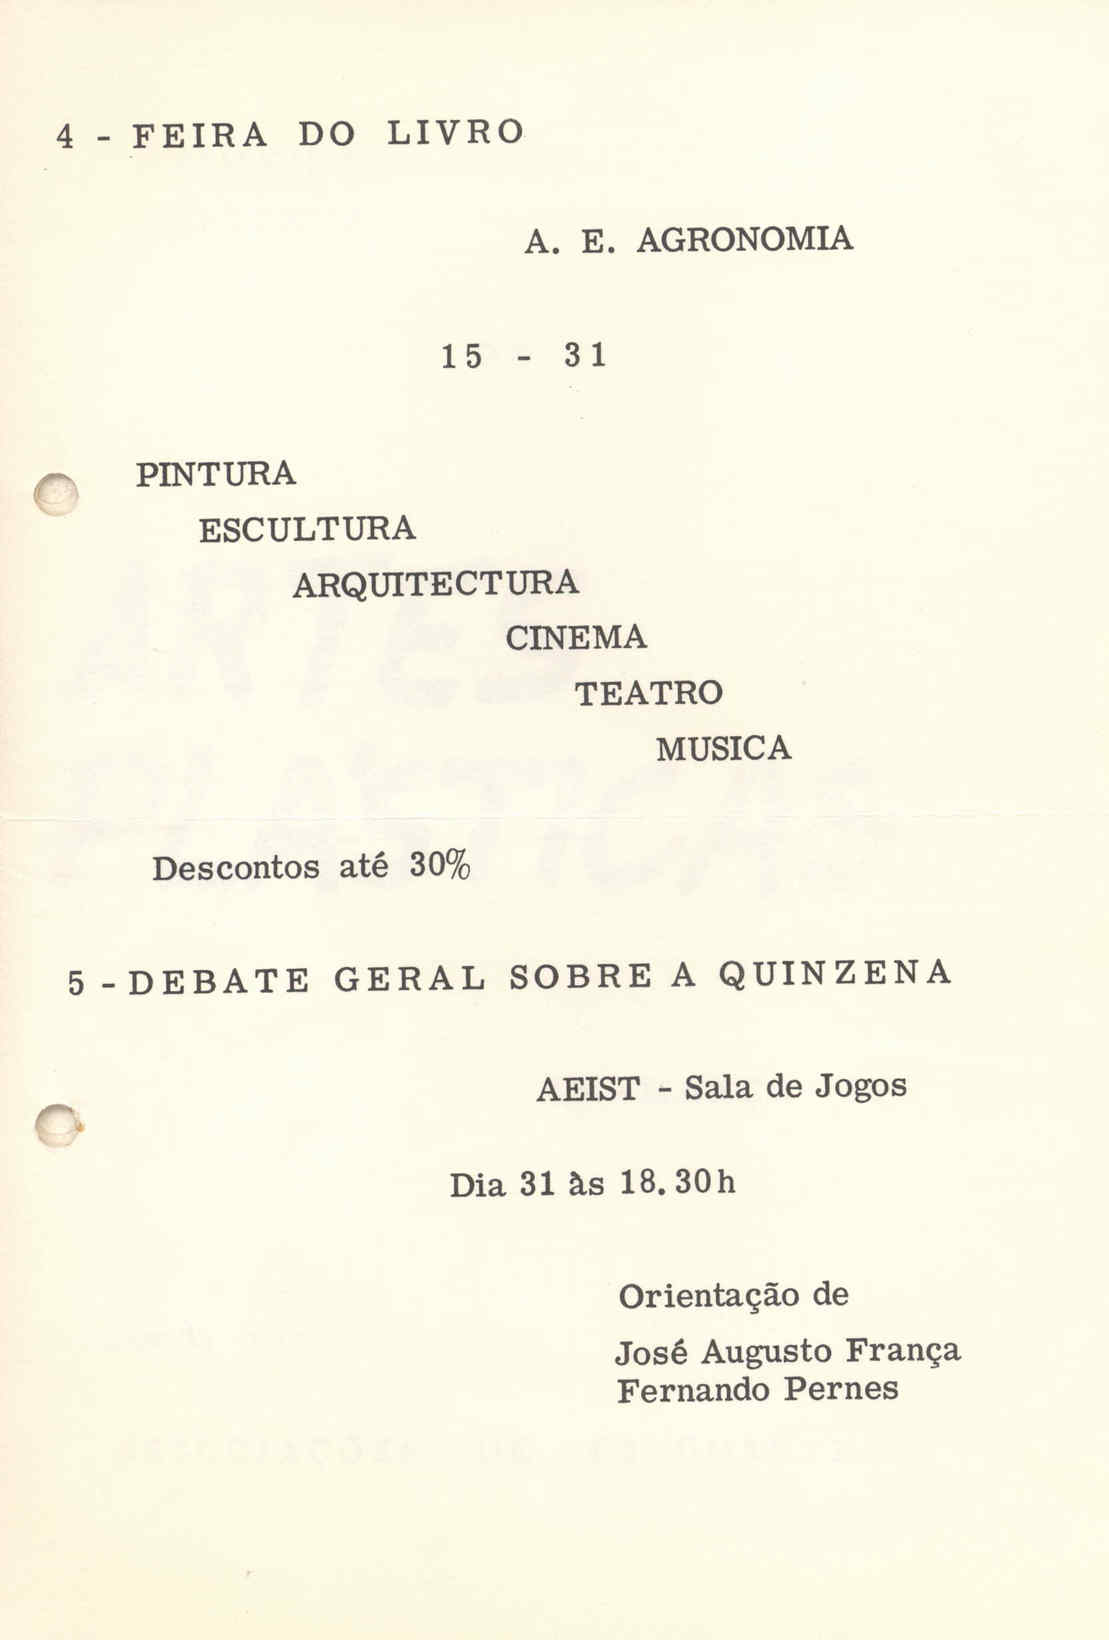 4 - FEIRA DO LIVRO
A. E. AGRONOMIA
15 - 31
PINTURA
ESCULTURA
ARQUITECTURA
CINEMA
TEATRO
MUSICA
Descontos até 30%
5 - DEBATE GERAL SOBRE A QUINZENA
AEIST - Sala de Jogos
Dia 31 às 18.30h
Orientação de
José Augusto França
Fernando Pernes